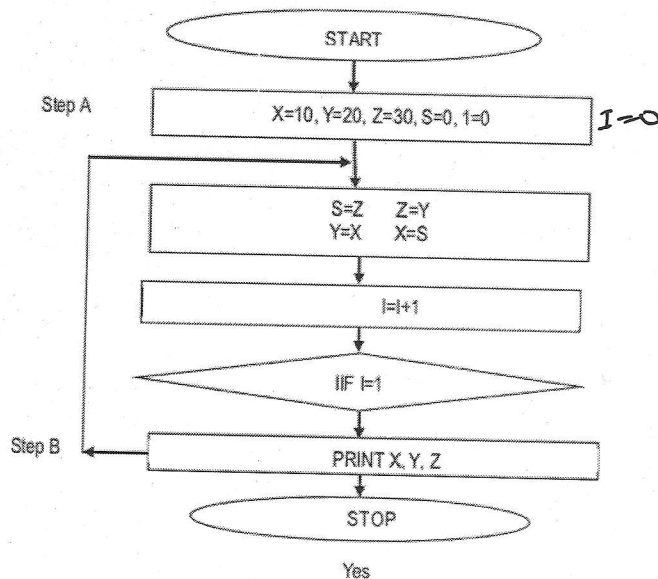 START
Step A
X=10, Y=20, Z=30, S=0, 1=0 I=0
S=Z Z=Y
Y=X X=S
I=I+1
IIF I=1
Step B
PRINT X, Y, Z
STOP
Yes